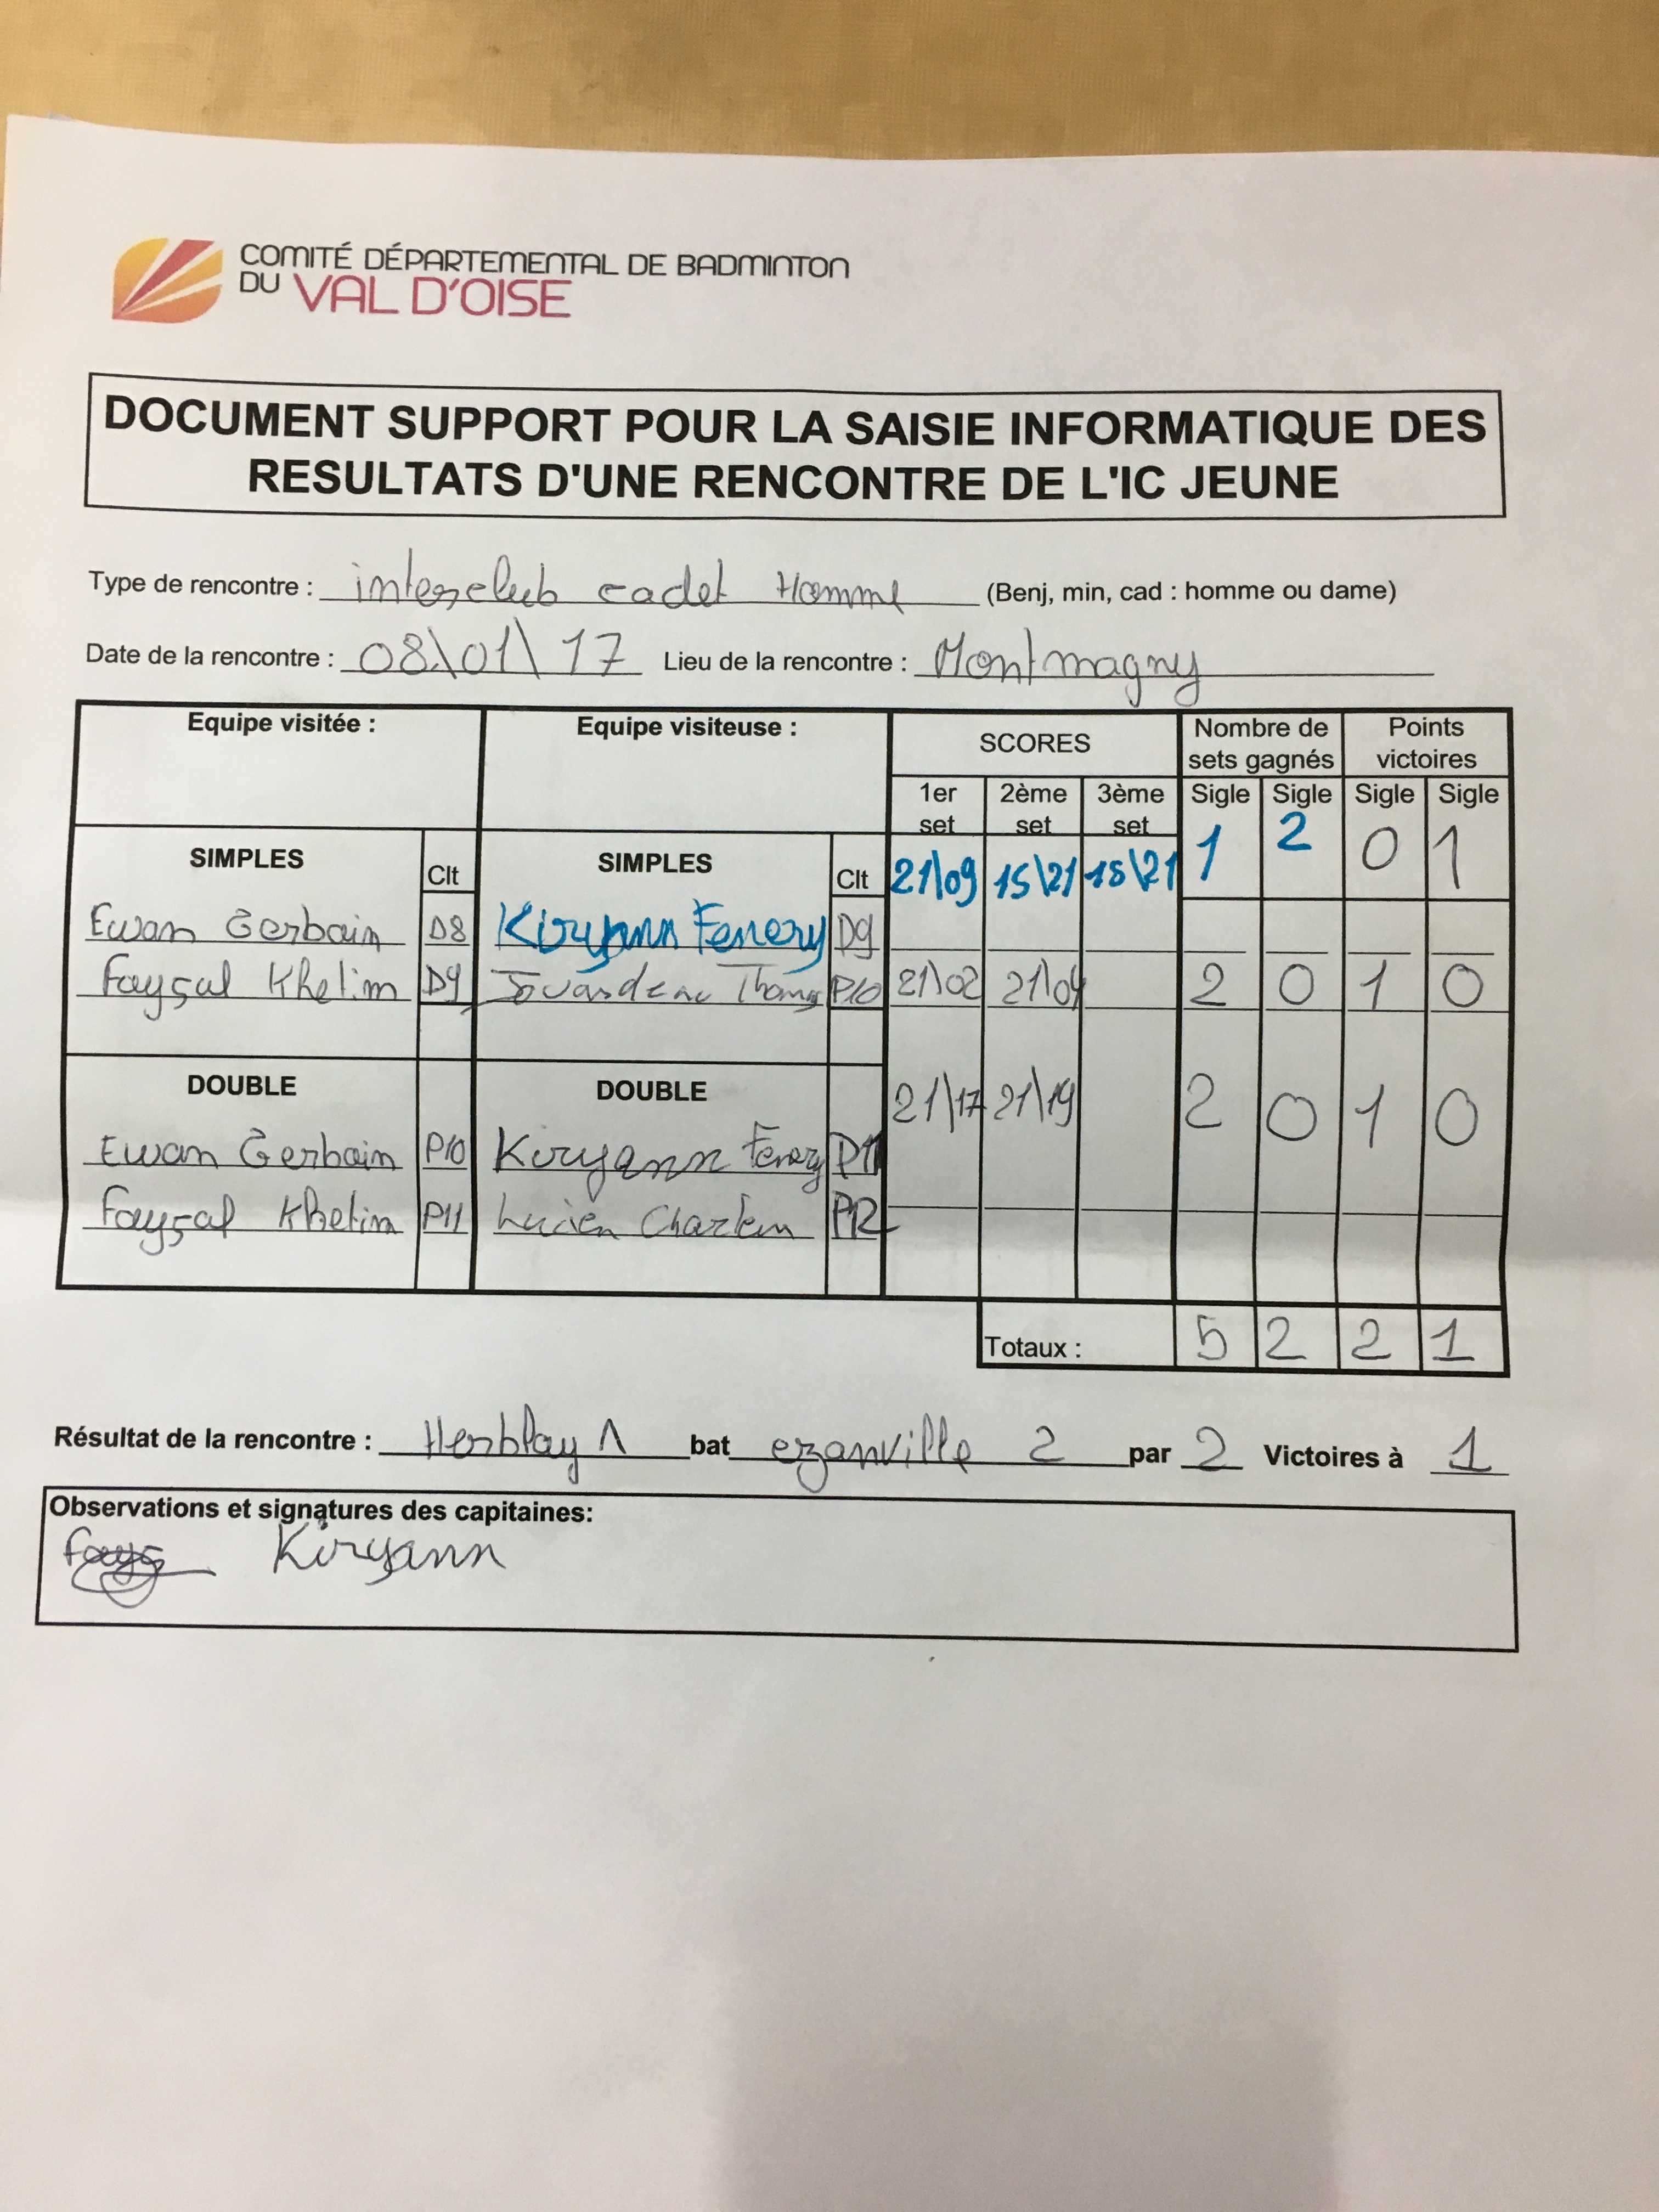 COMITÉ DÉPARTEMENTAL DE BADMINTON
DU VAL D'OISE
DOCUMENT SUPPORT POUR LA SAISIE INFORMATIQUE DES
RESULTATS D'UNE RENCONTRE DE L'IC JEUNE
Type de rencontre : interclub cadet Homme (Benj, min, cad : homme ou dame)
Date de la rencontre : 08\01\17 Lieu de la rencontre : Montmagny
Equipe visitée : Equipe visiteuse : SCORES Nombre de sets gagnés Points victoires
1er set 2ème set 3ème set Sigle Sigle Sigle Sigle
SIMPLES Clt SIMPLES Clt 21\09 15\21 18\21 1 2 0 1
Ewan Gerbain D8 Kiryann Fenery D9
Fayçal Khelim D9 Thomas P10 21\02 21\04 2 0 1 0
DOUBLE DOUBLE 21\17 21\19 2 0 1 0
Ewan Gerbain P10 Kiryann Fenery P11
Fayçal Khelim P11 Lucien P12
Totaux : 5 2 2 1
Résultat de la rencontre : Herblay 1 bat ezanville 2 par 2 Victoires à 1
Observations et signatures des capitaines:
Kiryann